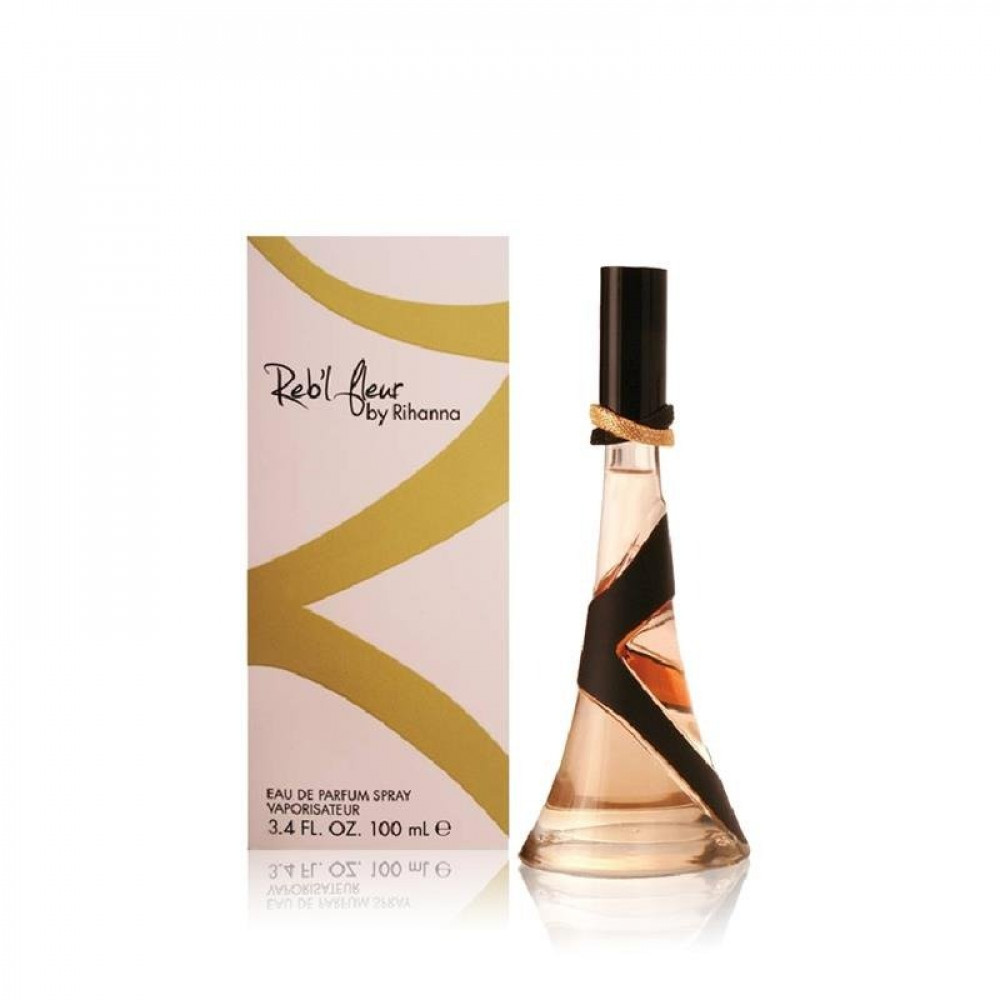 Reb'l fleur
by Rihanna
EAU DE PARFUM SPRAY
VAPORISATEUR
3.4 FL. OZ. 100 mL ℮